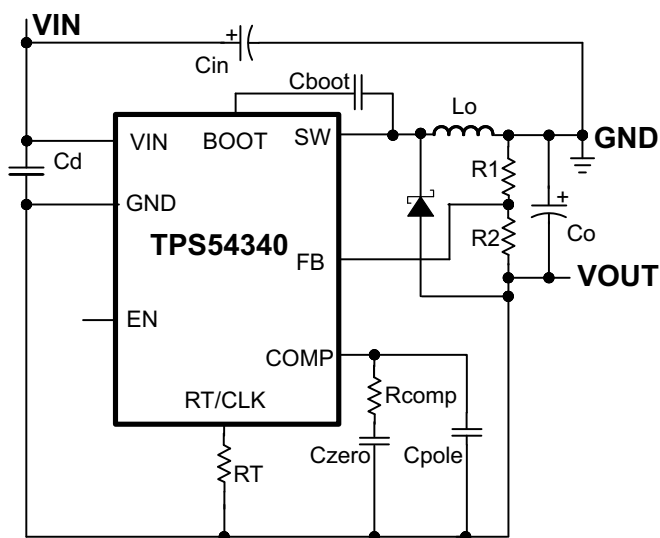 VIN
+
Cin
Cboot
Lo
VIN
BOOT
SW
GND
Cd
R1
GND
+
TPS54340
R2
Co
FB
VOUT
EN
COMP
RT/CLK
Rcomp
RT
Czero
Cpole